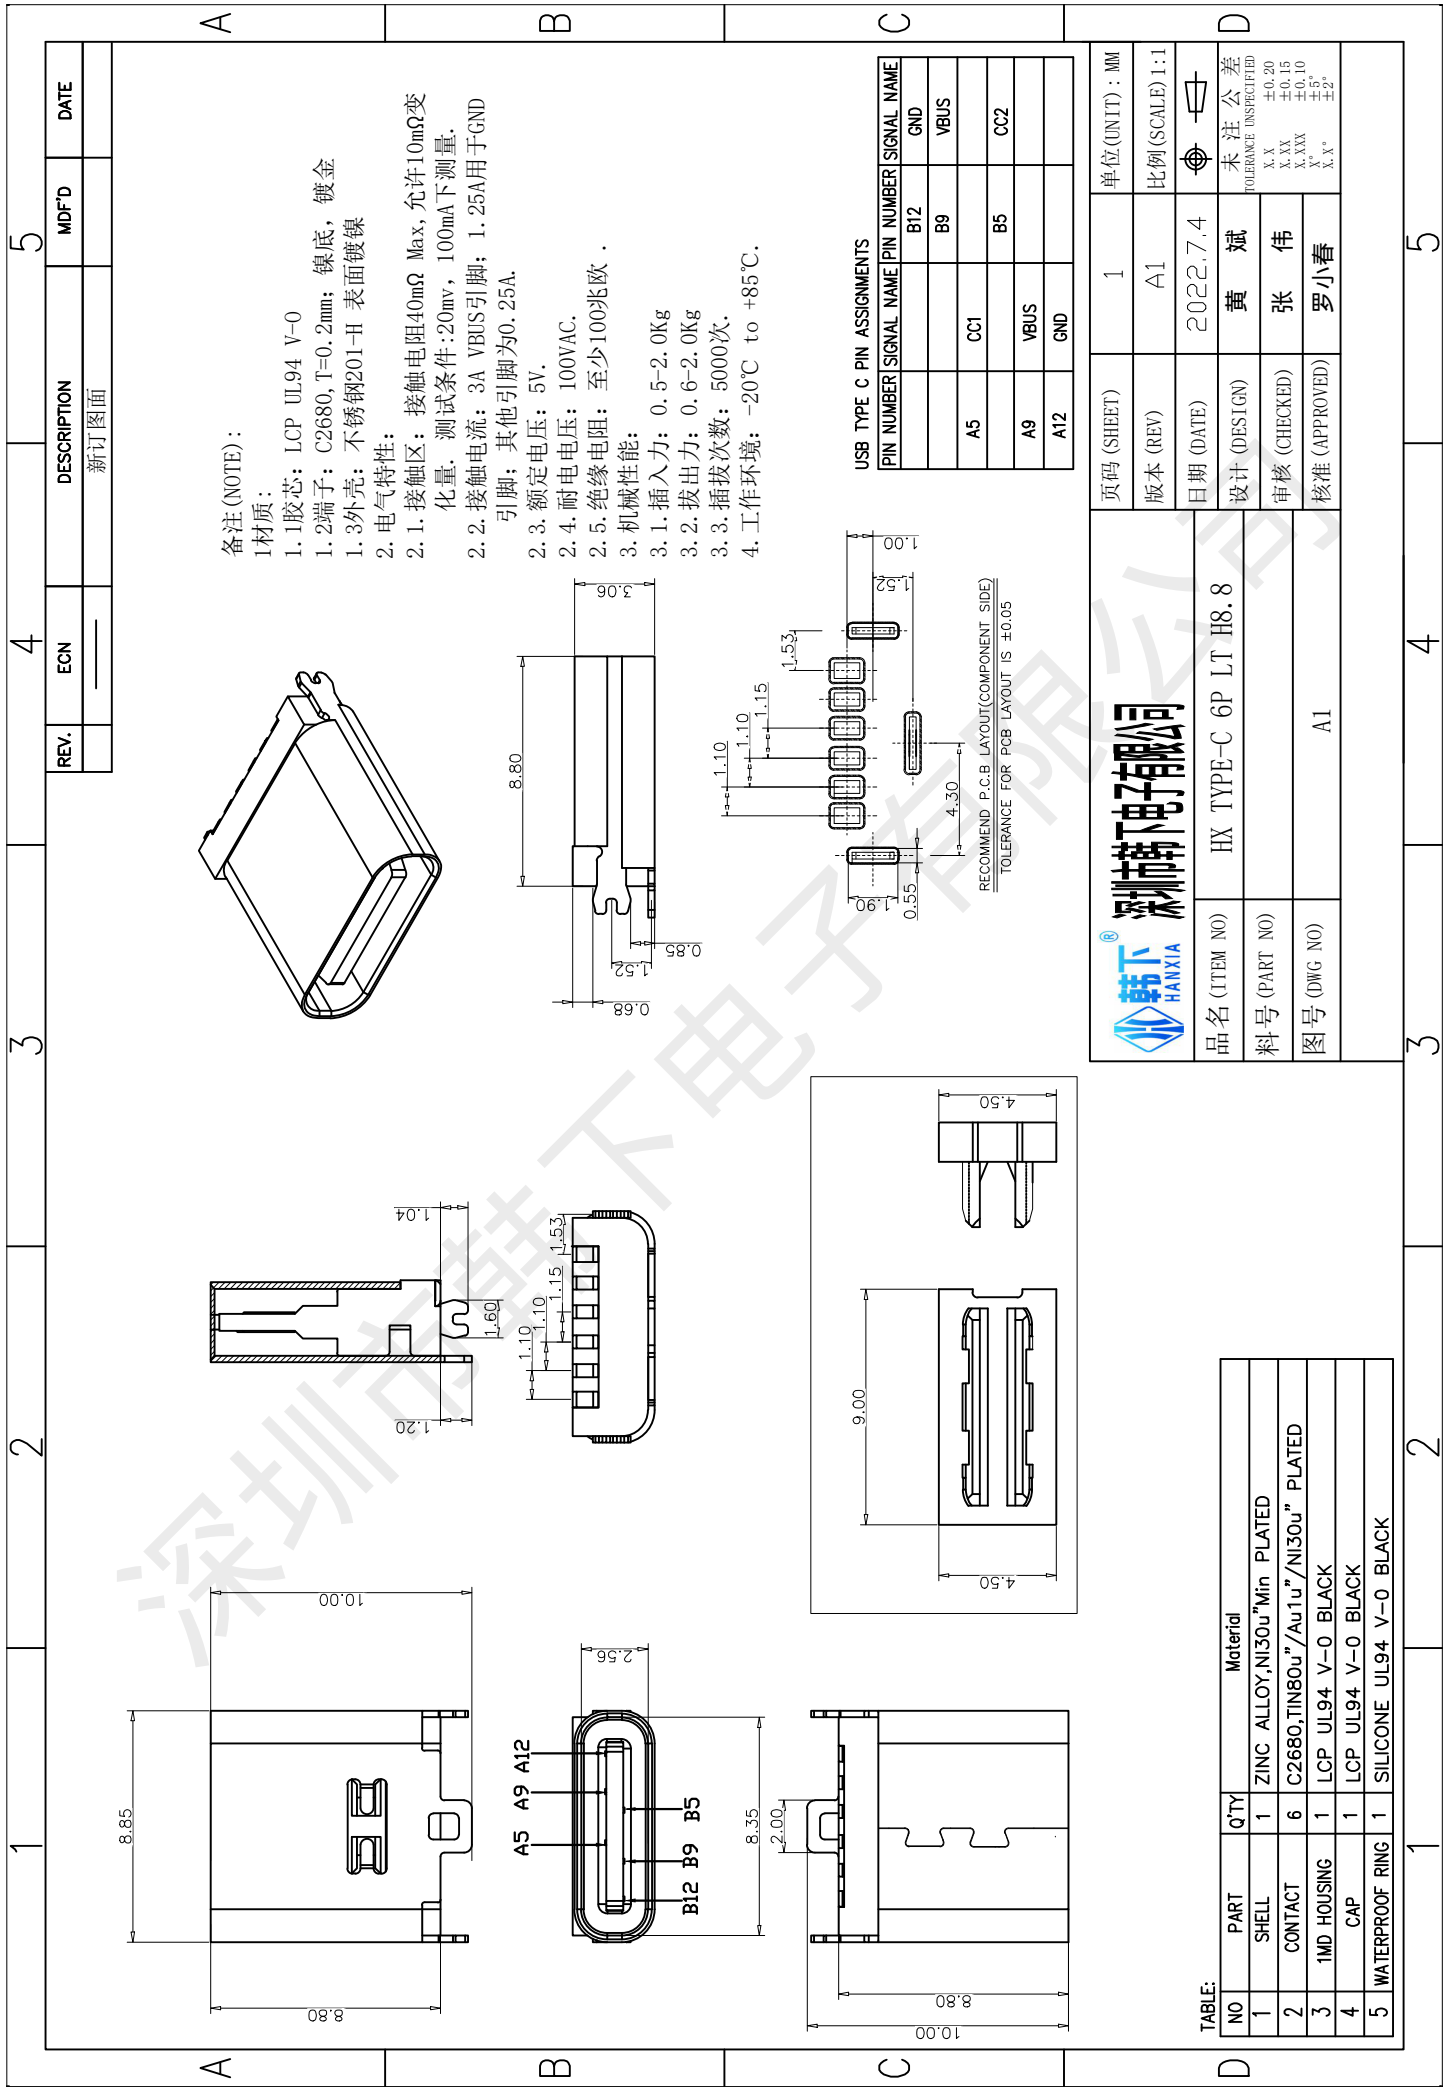 1
2
3
4
5
A
B
C
D
REV.
ECN
DESCRIPTION
MDF'D
DATE
新订图面
备注(NOTE):
1材质:
1.1胶芯: LCP UL94 V-0
1.2端子: C2680,T=0.2mm; 镍底, 镀金
1.3外壳: 不锈钢201-H 表面镀镍
2.电气特性:
2.1.接触区: 接触电阻40mΩ Max,允许10mΩ变
化量. 测试条件:20mv, 100mA下测量.
2.2.接触电流: 3A VBUS引脚; 1.25A用于GND
引脚; 其他引脚为0.25A.
2.3.额定电压: 5V.
2.4.耐电电压: 100VAC.
2.5.绝缘电阻: 至少100兆欧.
3.机械性能:
3.1.插入力: 0.5-2.0Kg
3.2.拔出力: 0.6-2.0Kg
3.3.插拔次数: 5000次.
4.工作环境: -20℃ to +85℃.
8.85
8.80
10.00
1.20
1.04
1.60
A5 A9 A12
B12 B9 B5
2.56
8.35
1.10
1.10
1.15
1.53
8.80
3.06
0.68
1.52
0.85
2.00
8.80
10.00
9.00
4.50
4.50
1.10
1.10
1.15
1.53
1.00
1.52
1.90
0.55
4.30
RECOMMEND P.C.B LAYOUT(COMPONENT SIDE)
TOLERANCE FOR PCB LAYOUT IS ±0.05
USB TYPE C PIN ASSIGNMENTS
PIN NUMBER SIGNAL NAME PIN NUMBER SIGNAL NAME
B12 GND
B9 VBUS
A5 CC1
B5 CC2
A9 VBUS
A12 GND
TABLE:
NO PART Q'TY Material
1 SHELL 1 ZINC ALLOY,NI30u"Min PLATED
2 CONTACT 6 C2680,TIN80u"/Au1u"/NI30u" PLATED
3 1MD HOUSING 1 LCP UL94 V-0 BLACK
4 CAP 1 LCP UL94 V-0 BLACK
5 WATERPROOF RING 1 SILICONE UL94 V-0 BLACK
韩下®
HANXIA
深圳市韩下电子有限公司
品名(ITEM NO) HX TYPE-C 6P LT H8.8
料号(PART NO)
图号(DWG NO) A1
页码(SHEET) 1
版本(REV) A1
日期(DATE) 2022.7.4
设计(DESIGN) 黄 斌
审核(CHECKED) 张 伟
核准(APPROVED) 罗小春
单位(UNIT): MM
比例(SCALE)1:1
未 注 公 差
TOLERANCE UNSPECIFIED
X.X ±0.20
X.XX ±0.15
X.XXX ±0.10
X° ±5°
X.X° ±2°
A
B
C
D
1
2
3
4
5
深圳市韩下电子有限公司